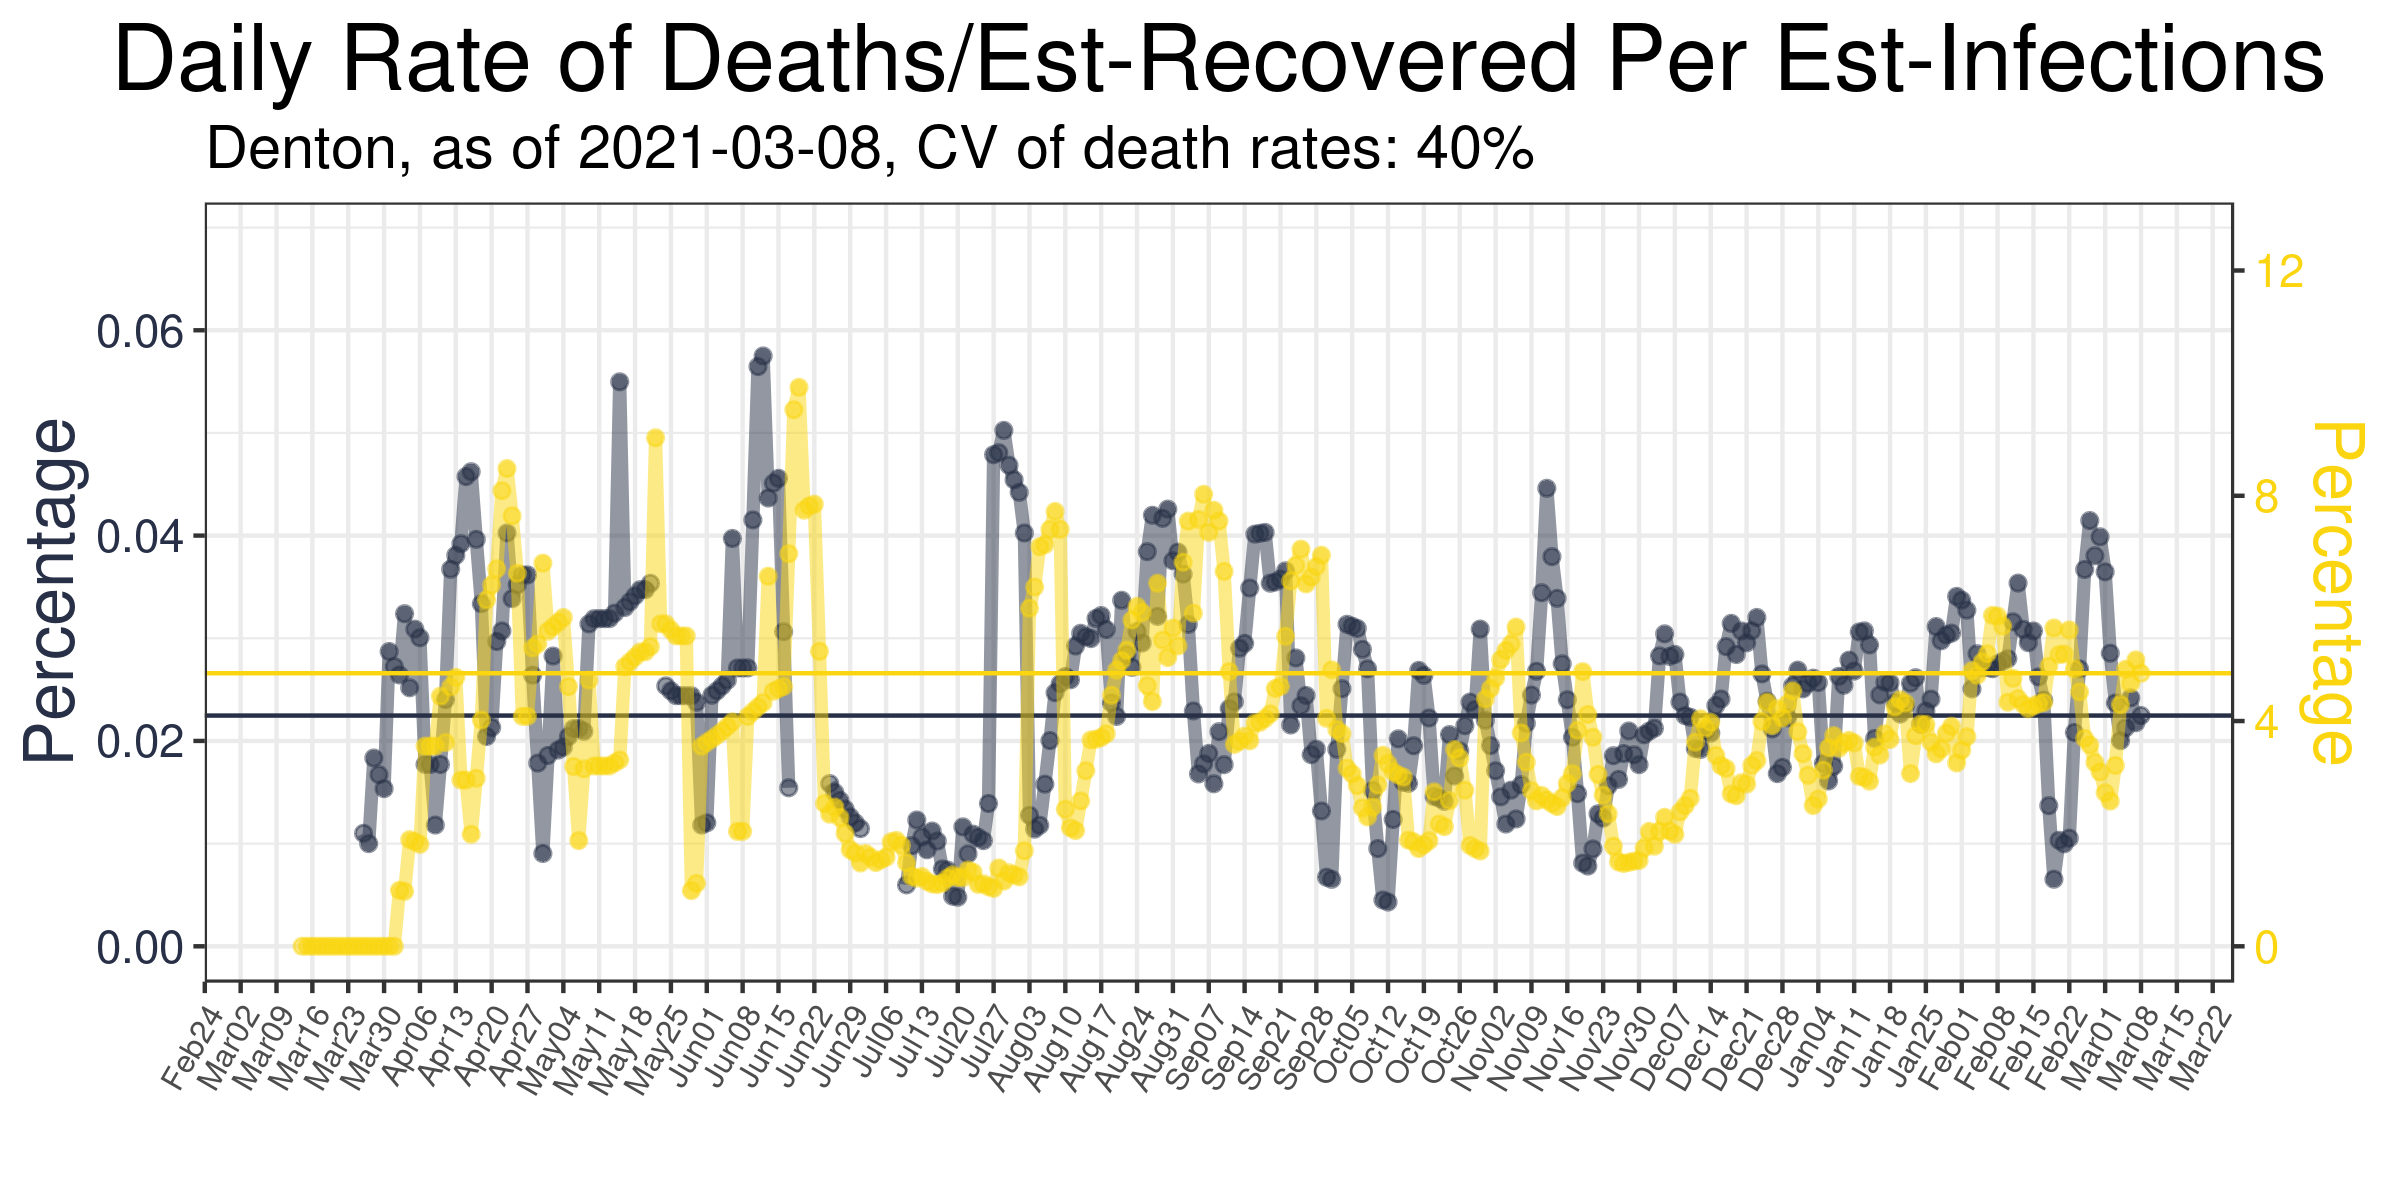 Daily Rate of Deaths/Est-Recovered Per Est-Infections
Denton, as of 2021-03-08, CV of death rates: 40%
Percentage
0.06
0.04
0.02
0.00
12
8
4
0
Percentage
Feb24
Mar02
Mar09
Mar16
Mar23
Mar30
Apr06
Apr13
Apr20
Apr27
May04
May11
May18
May25
Jun01
Jun08
Jun15
Jun22
Jun29
Jul06
Jul13
Jul20
Jul27
Aug03
Aug10
Aug17
Aug24
Aug31
Sep07
Sep14
Sep21
Sep28
Oct05
Oct12
Oct19
Oct26
Nov02
Nov09
Nov16
Nov23
Nov30
Dec07
Dec14
Dec21
Dec28
Jan04
Jan11
Jan18
Jan25
Feb01
Feb08
Feb15
Feb22
Mar01
Mar08
Mar15
Mar22